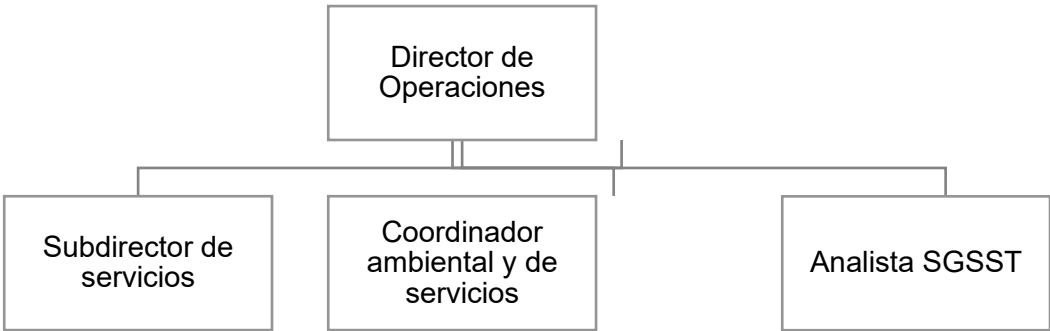 Director de
Operaciones
Subdirector de
servicios
Coordinador
ambiental y de
servicios
Analista SGSST